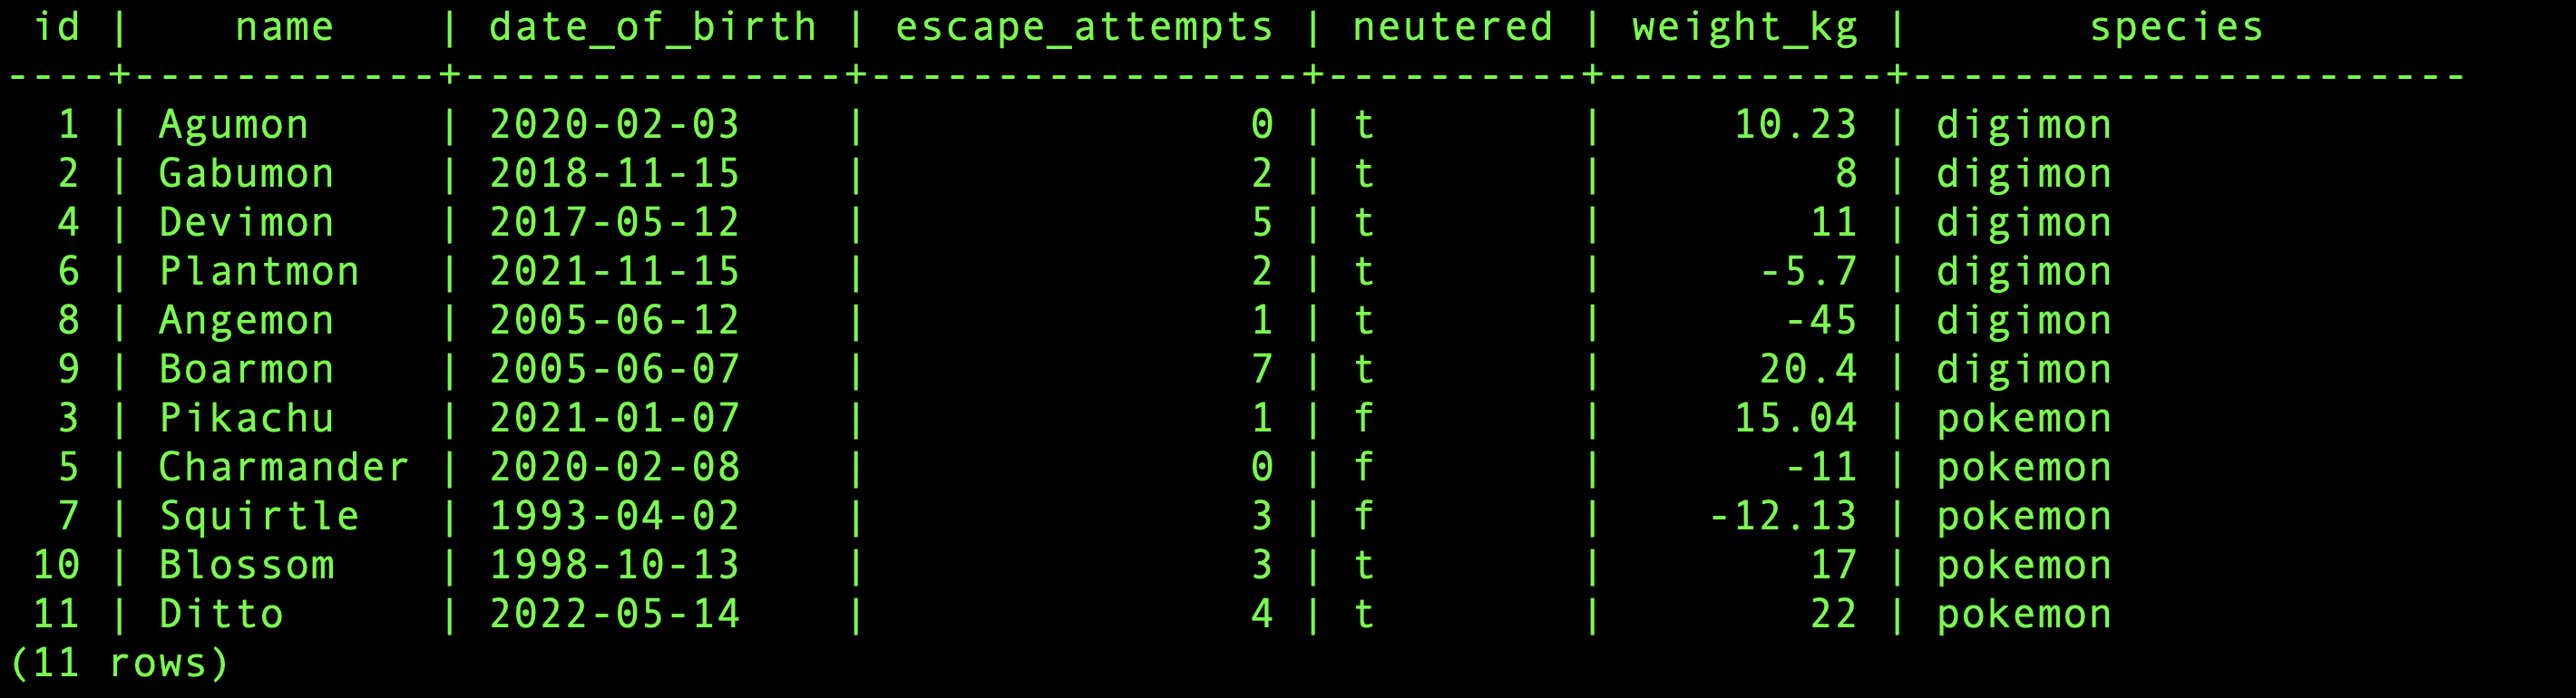 id |    name    | date_of_birth | escape_attempts | neutered | weight_kg |       species
----+------------+---------------+-----------------+----------+-----------+----------------------
  1 | Agumon     | 2020-02-03    |               0 | t        |     10.23 | digimon
  2 | Gabumon    | 2018-11-15    |               2 | t        |         8 | digimon
  4 | Devimon    | 2017-05-12    |               5 | t        |        11 | digimon
  6 | Plantmon   | 2021-11-15    |               2 | t        |      -5.7 | digimon
  8 | Angemon    | 2005-06-12    |               1 | t        |       -45 | digimon
  9 | Boarmon    | 2005-06-07    |               7 | t        |      20.4 | digimon
  3 | Pikachu    | 2021-01-07    |               1 | f        |     15.04 | pokemon
  5 | Charmander | 2020-02-08    |               0 | f        |       -11 | pokemon
  7 | Squirtle   | 1993-04-02    |               3 | f        |    -12.13 | pokemon
 10 | Blossom    | 1998-10-13    |               3 | t        |        17 | pokemon
 11 | Ditto      | 2022-05-14    |               4 | t        |        22 | pokemon
(11 rows)